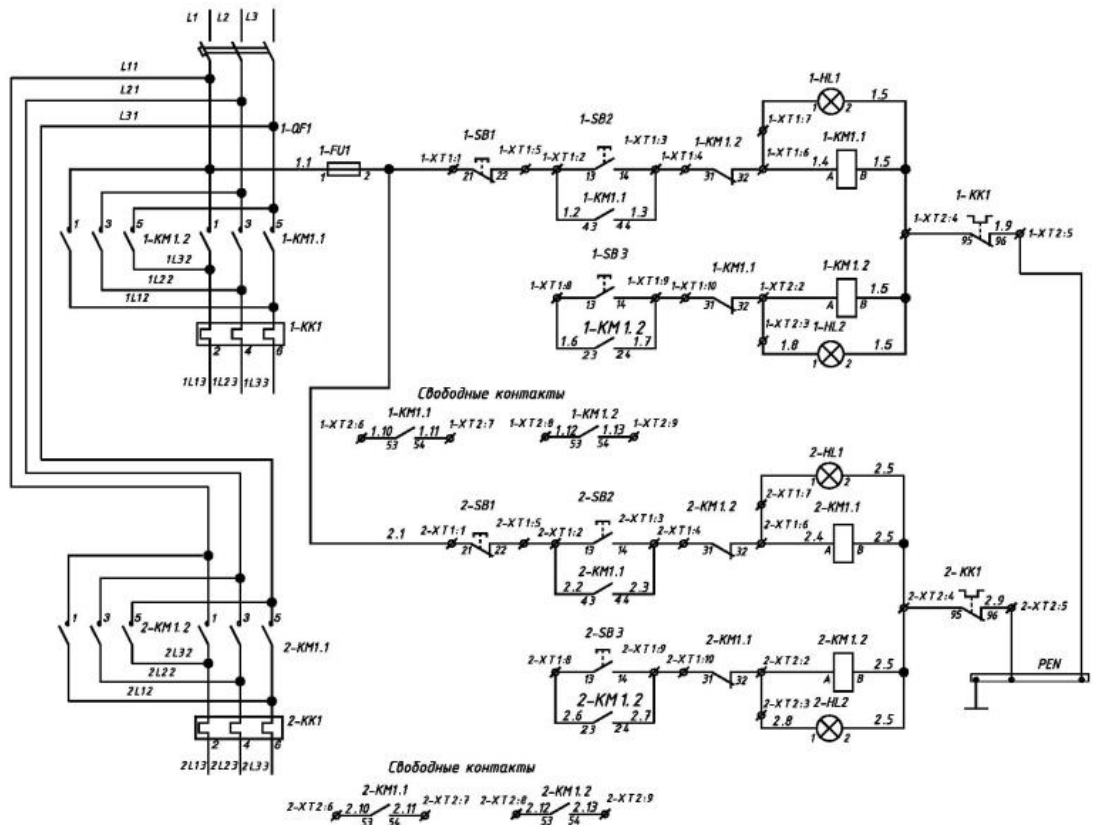 L1 L2 L3
L11
L21
L31
1-QF1
1.1
1-FU1
1 2
1-XT1:1
1-SB1
21 22
1-XT1:5
1-XT1:2
1-SB2
13 14
1-XT1:3
1-XT1:4
1-KM1.1
1.2 1.3
43 44
1-KM1.2
31 32
1-XT1:7
1-XT1:6
1-HL1
1 2
1.5
1-KM1.1
1.4
A B
1.5
1-XT2:4
1-KK1
95 96
1.9
1-XT2:5
1 3 5
1-KM1.2
1 3 5
1-KM1.1
1L32
1L22
1L12
1-KK1
2 4 6
1L13 1L23 1L33
1-XT1:8
1-SB3
13 14
1-XT1:9
1-XT1:10
1-KM1.2
1.6 1.7
23 24
1-KM1.1
31 32
1-XT2:2
1-XT2:3
1-KM1.2
A B
1.5
1-HL2
1.8
1 2
1.5
Свободные контакты
1-XT2:6
1-KM1.1
1.10 1.11
53 54
1-XT2:7
1-XT2:8
1-KM1.2
1.12 1.13
53 54
1-XT2:9
2.1
2-XT1:1
2-SB1
21 22
2-XT1:5
2-XT1:2
2-SB2
13 14
2-XT1:3
2-XT1:4
2-KM1.1
2.2 2.3
43 44
2-KM1.2
31 32
2-XT1:7
2-XT1:6
2-HL1
1 2
2.5
2-KM1.1
2.4
A B
2.5
2-XT2:4
2-KK1
95 96
2.9
2-XT2:5
PEN
1 3 5
2-KM1.2
1 3 5
2-KM1.1
2L32
2L22
2L12
2-KK1
2 4 6
2L13 2L23 2L33
2-XT1:8
2-SB3
13 14
2-XT1:9
2-XT1:10
2-KM1.2
2.6 2.7
23 24
2-KM1.1
31 32
2-XT2:2
2-XT2:3
2-KM1.2
A B
2.5
2-HL2
2.8
1 2
2.5
Свободные контакты
2-XT2:6
2-KM1.1
2.10 2.11
53 54
2-XT2:7
2-XT2:8
2-KM1.2
2.12 2.13
53 54
2-XT2:9